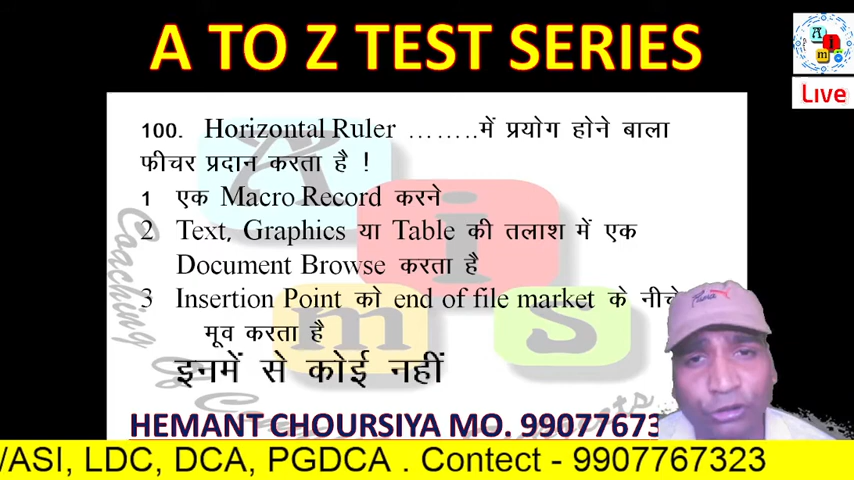 A TO Z TEST SERIES
Live
100. Horizontal Ruler ……..में प्रयोग होने बाला
फीचर प्रदान करता है !
1 एक Macro Record करने
2 Text, Graphics या Table की तलाश में एक
Document Browse करता है
3 Insertion Point को end of file market के नीचे
मूव करता है
इनमें से कोई नहीं
HEMANT CHOURSIYA MO. 99077673
/ASI, LDC, DCA, PGDCA . Contect - 9907767323
A i m s
Coaching